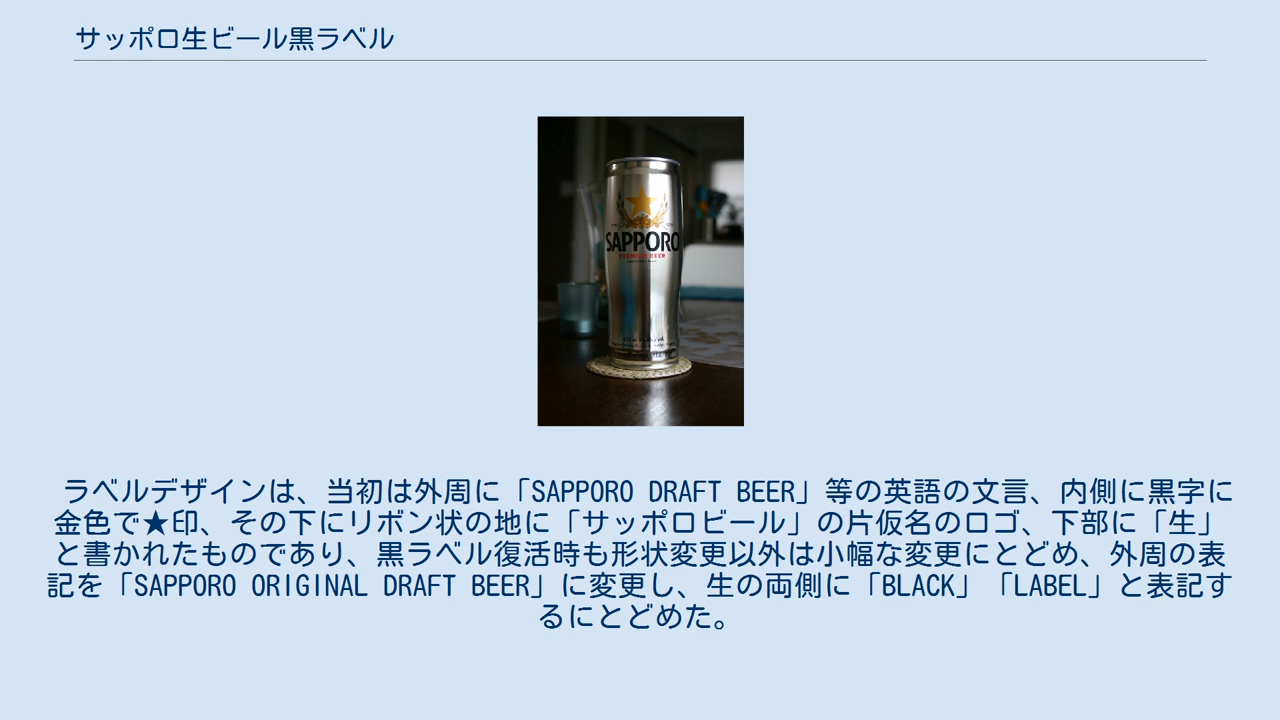 サッポロ生ビール黒ラベル
SAPPORO
PREMIUM BEER
ラベルデザインは、当初は外周に「SAPPORO DRAFT BEER」等の英語の文言、内側に黒字に
金色で★印、その下にリボン状の地に「サッポロビール」の片仮名のロゴ、下部に「生」
と書かれたものであり、黒ラベル復活時も形状変更以外は小幅な変更にとどめ、外周の表
記を「SAPPORO ORIGINAL DRAFT BEER」に変更し、生の両側に「BLACK」「LABEL」と表記す
るにとどめた。